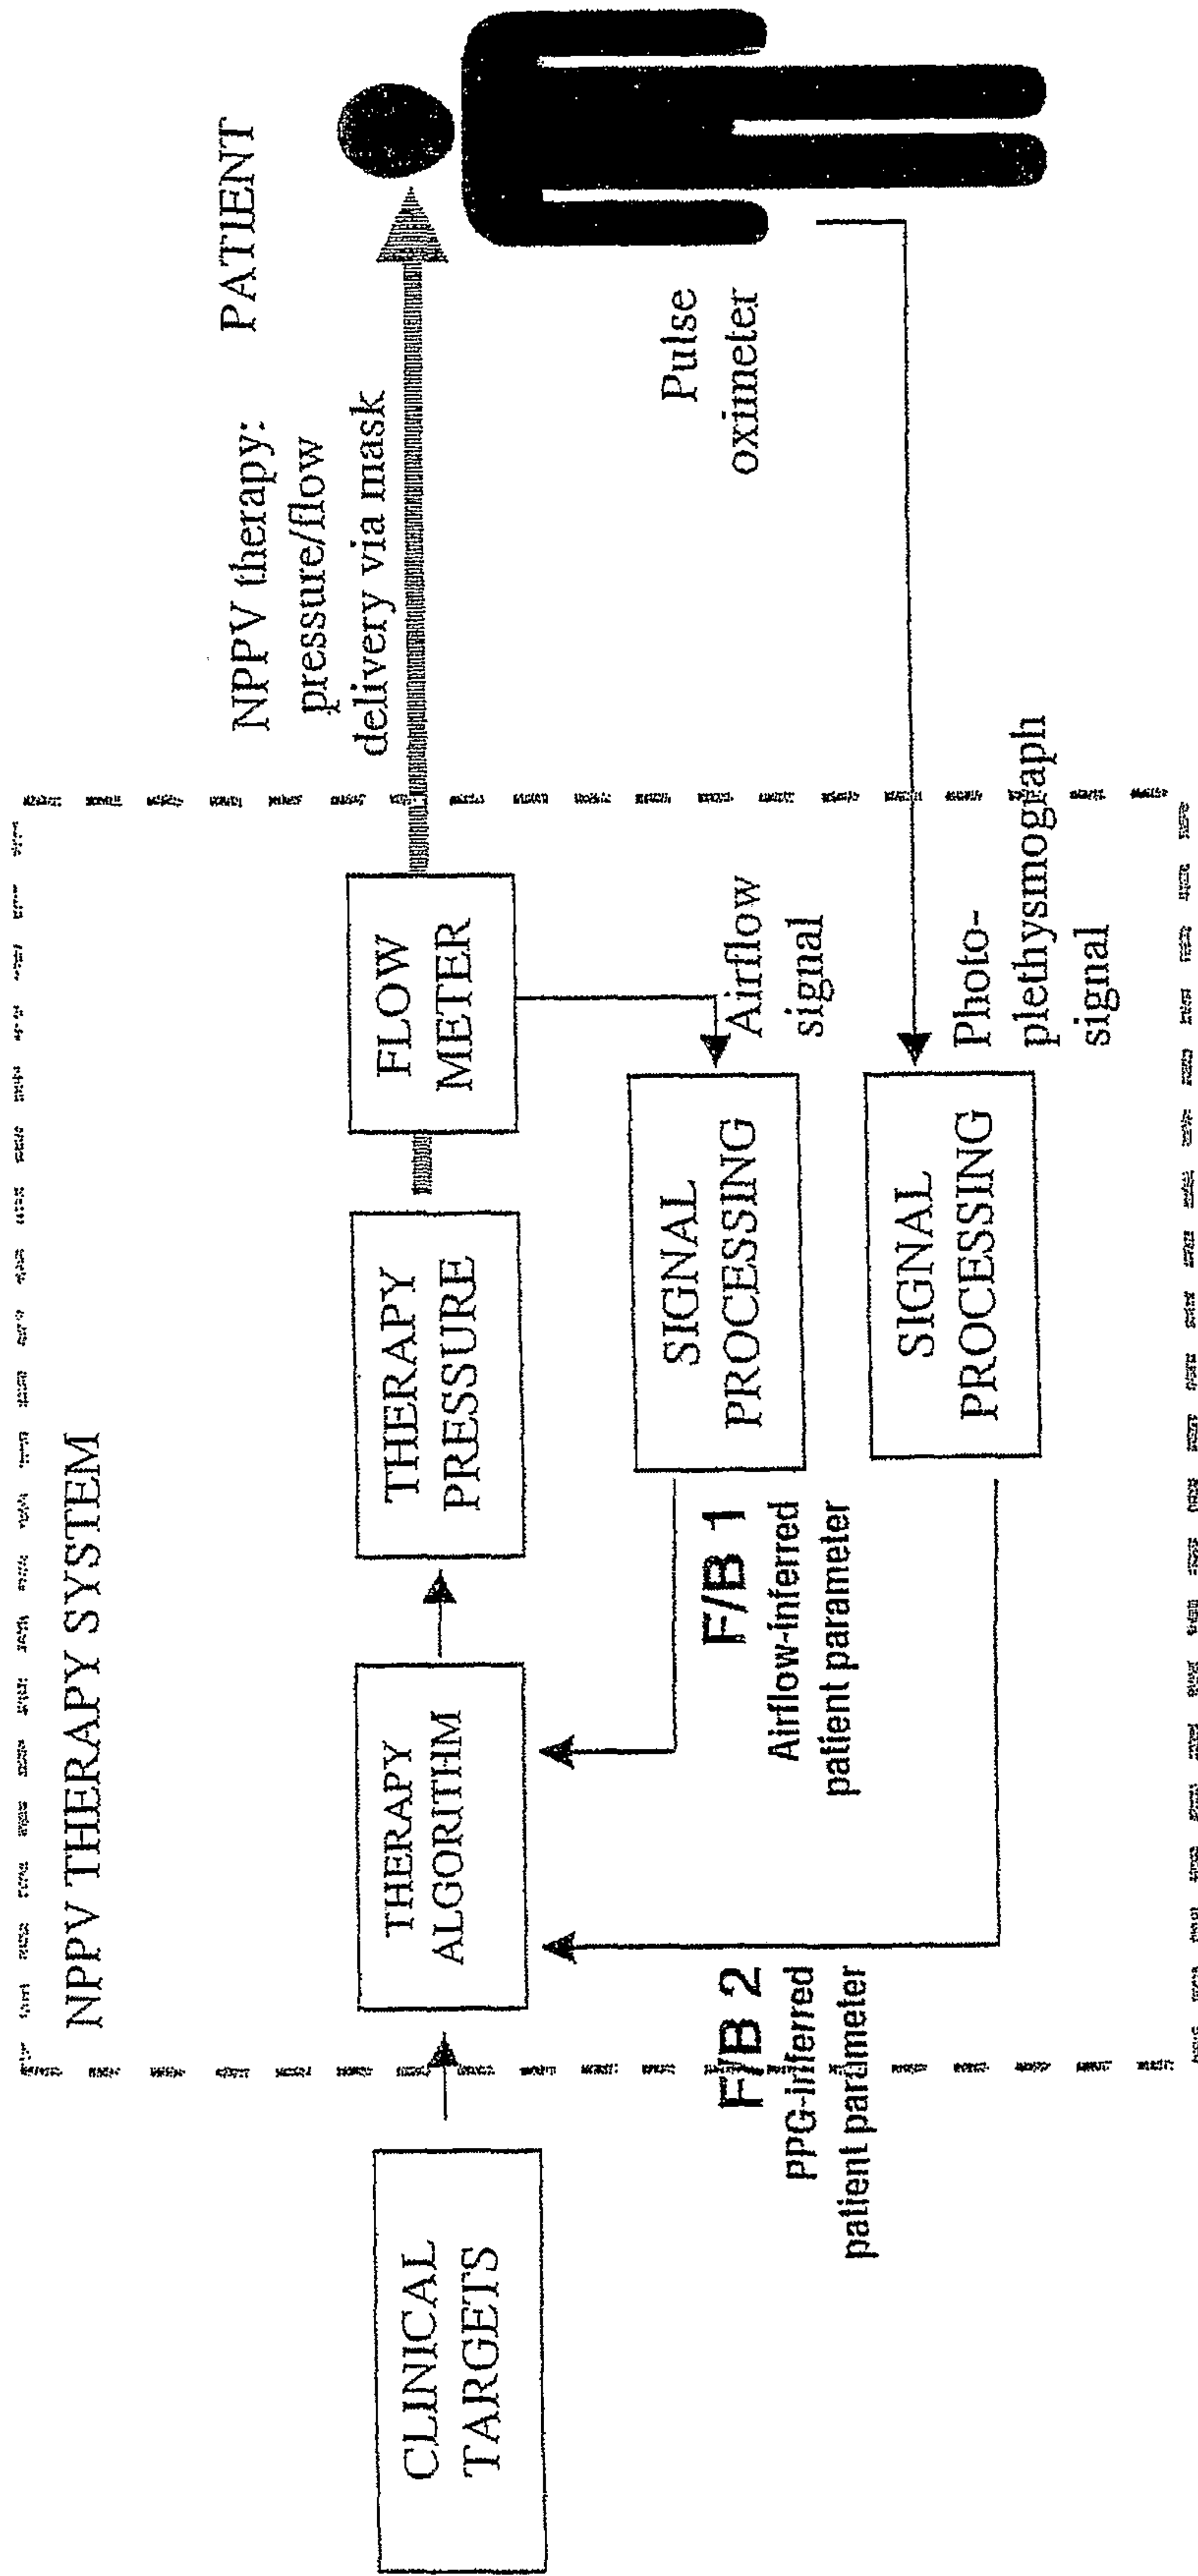 NPPV THERAPY SYSTEM
CLINICAL
TARGETS
THERAPY
ALGORITHM
THERAPY
PRESSURE
FLOW
METER
NPPV therapy:
pressure/flow
delivery via mask
PATIENT
F/B 2
PPG-inferred
patient parameter
F/B 1
Airflow-inferred
patient parameter
SIGNAL
PROCESSING
Airflow
signal
SIGNAL
PROCESSING
Photo-
plethysmograph
signal
Pulse
oximeter